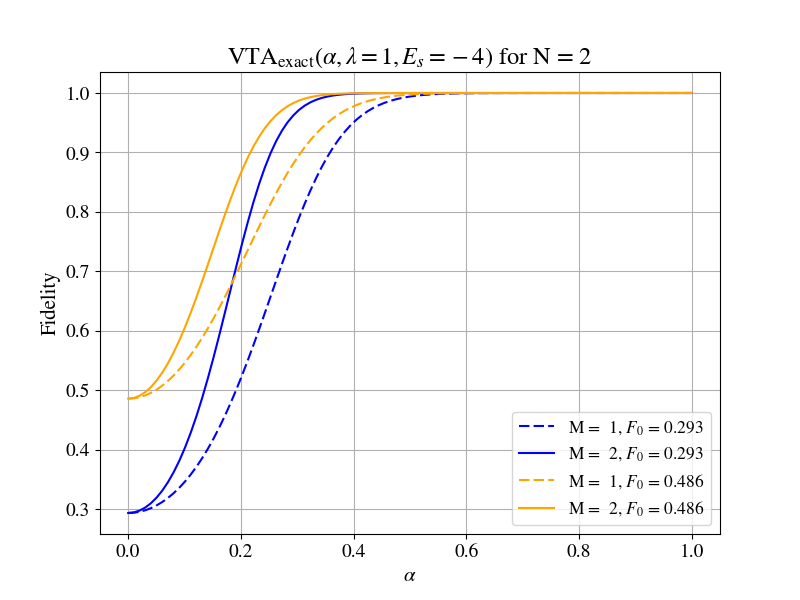 VTA_exact(α, λ = 1, E_s = −4) for N = 2
Fidelity
1.0
0.9
0.8
0.7
0.6
0.5
0.4
0.3
0.0 0.2 0.4 0.6 0.8 1.0
α
M = 1, F_0 = 0.293
M = 2, F_0 = 0.293
M = 1, F_0 = 0.486
M = 2, F_0 = 0.486